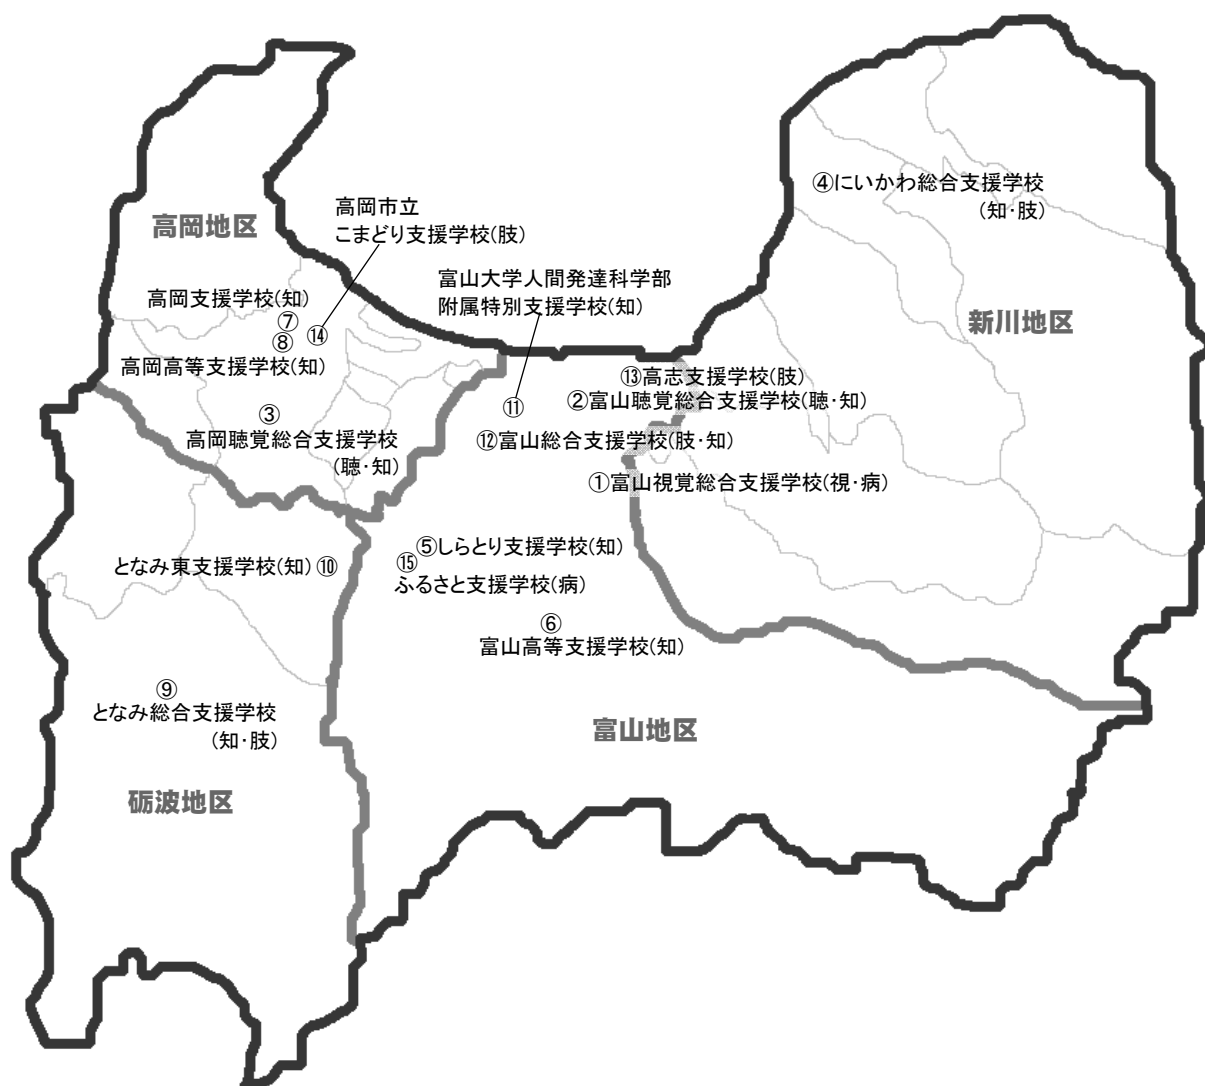 ④にいかわ総合支援学校
(知・肢)
高岡市立
こまどり支援学校(肢)
高岡地区
富山大学人間発達科学部
附属特別支援学校(知)
高岡支援学校(知)
⑦
⑭
⑧
新川地区
高岡高等支援学校(知)
⑬高志支援学校(肢)
②富山聴覚総合支援学校(聴・知)
⑪
③
高岡聴覚総合支援学校
(聴・知)
⑫富山総合支援学校(肢・知)
①富山視覚総合支援学校(視・病)
⑤しらとり支援学校(知)
となみ東支援学校(知)⑩
⑮
ふるさと支援学校(病)
⑥
富山高等支援学校(知)
⑨
となみ総合支援学校
(知・肢)
富山地区
砺波地区